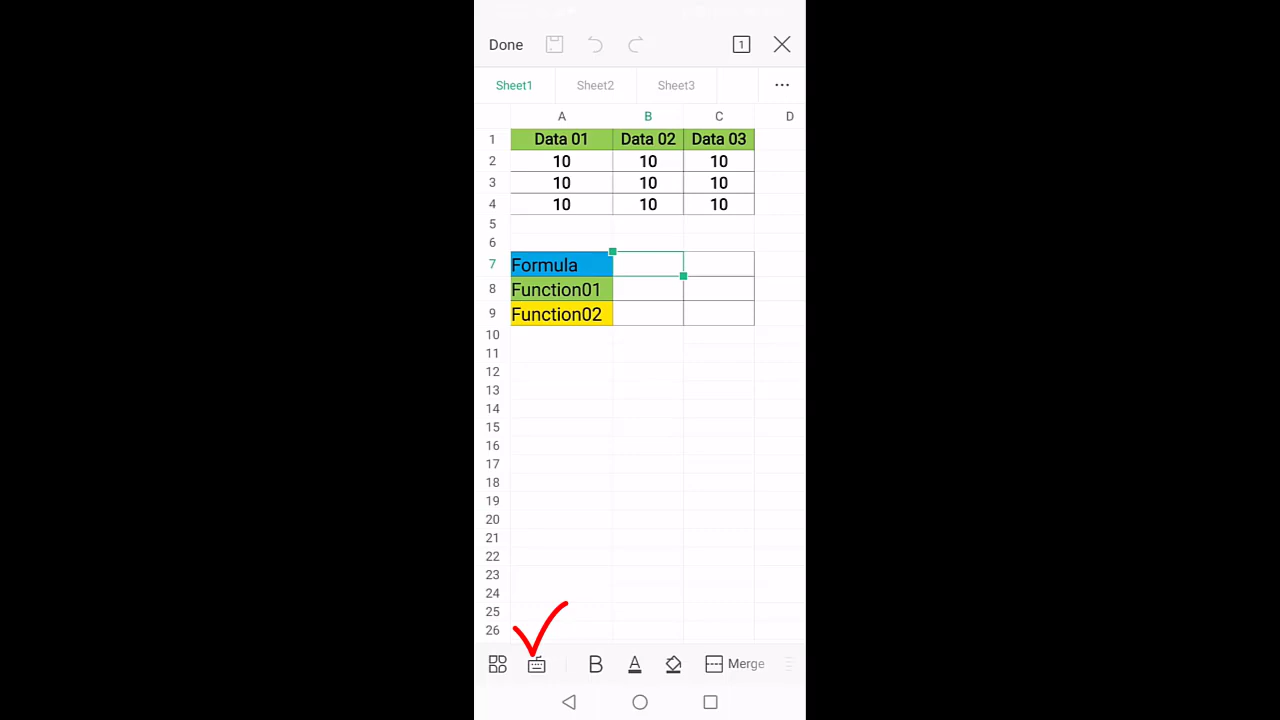 Done 1
Sheet1 Sheet2 Sheet3 ...
A B C D
1 Data 01 Data 02 Data 03
2 10 10 10
3 10 10 10
4 10 10 10
5
6
7 Formula
8 Function01
9 Function02
10
11
12
13
14
15
16
17
18
19
20
21
22
23
24
25
26
B A Merge